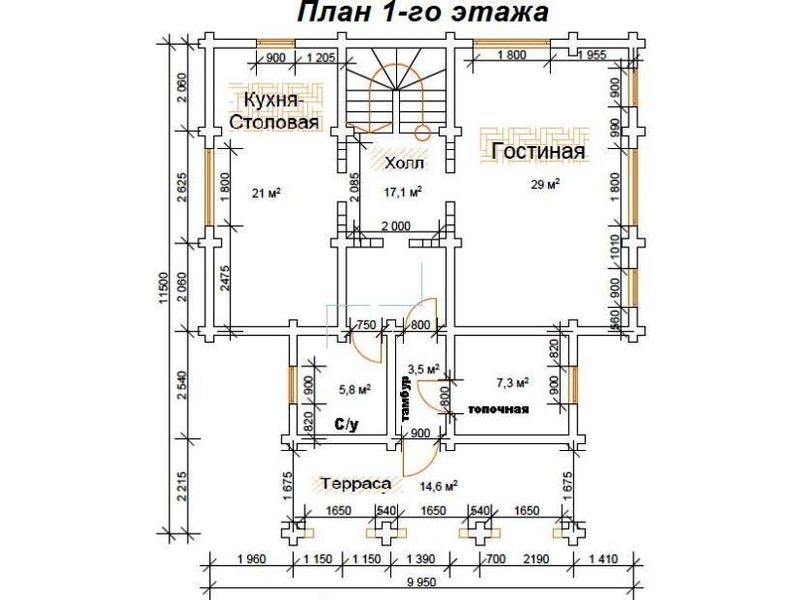 План 1-го этажа
900
1 205
1 800
1 955
2 060
Кухня-
Столовая
900
990
Гостиная
Холл
2 625
1 800
21 м²
2 085
17,1 м²
29 м²
1 800
2 000
1010
11500
2 060
2475
900
560
750
800
820
2 540
900
5,8 м²
3,5 м²
тамбур
800
7,3 м²
900
топочная
820
С/у
900
2 215
1 675
Терраса
14,6 м²
1 675
1650
540
1650
540
1650
1 960
1 150
1 150
1 390
700
2190
1 410
9 950